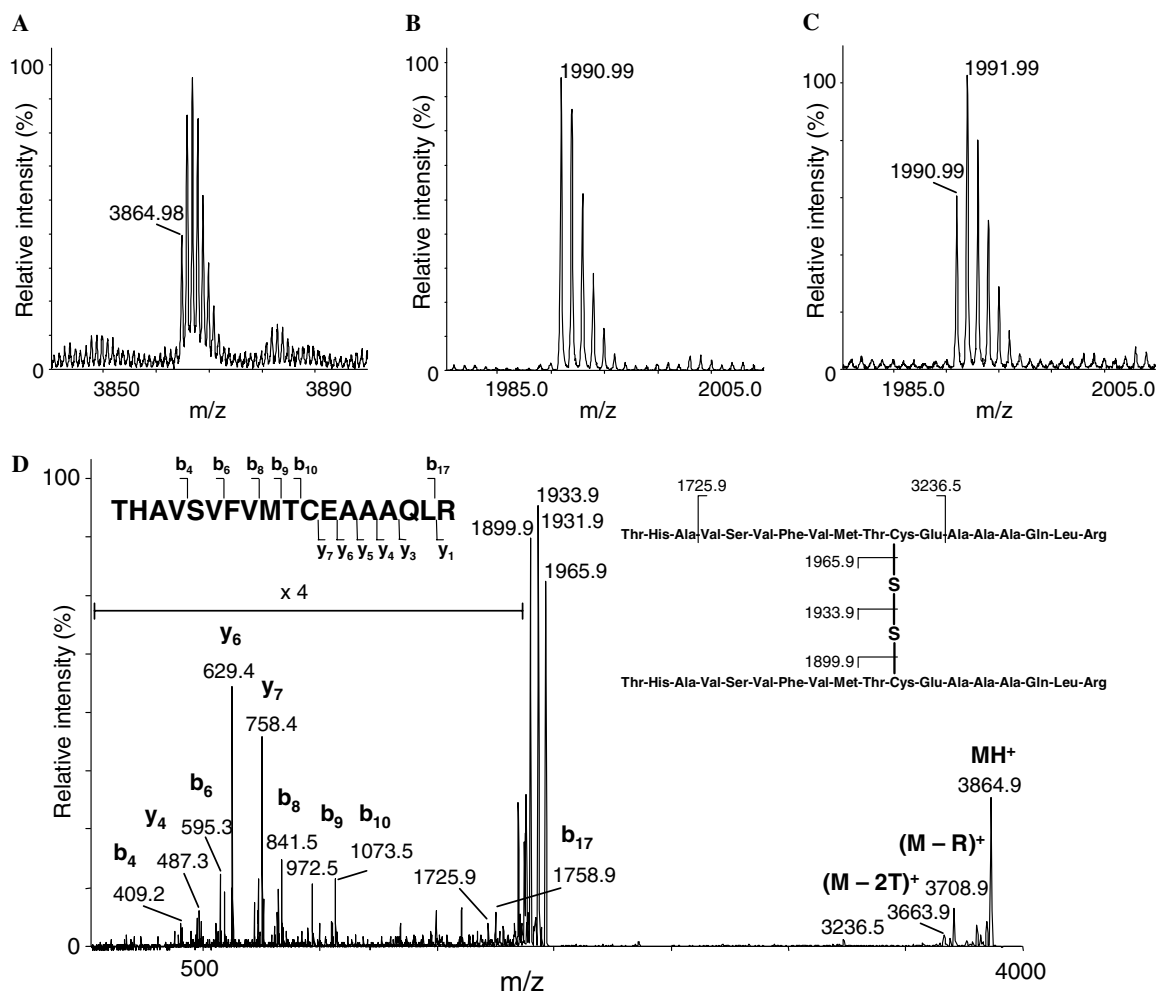 A
100
Relative intensity (%)
0
3864.98
3850
3890
m/z
B
100
Relative intensity (%)
0
1990.99
1985.0
2005.0
m/z
C
100
Relative intensity (%)
0
1991.99
1990.99
1985.0
2005.0
m/z
D
100
Relative intensity (%)
0
b4 b6 b8 b9 b10 b17
THAVSVFVMTCEAAAQLR
y7 y6 y5 y4 y3 y1
x 4
1933.9
1899.9
1931.9
1965.9
y6
629.4
y7
758.4
b6
595.3
y4
487.3
b4
409.2
b8
841.5
b9
972.5
b10
1073.5
1725.9
b17
1758.9
1725.9
3236.5
Thr-His-Ala-Val-Ser-Val-Phe-Val-Met-Thr-Cys-Glu-Ala-Ala-Ala-Gln-Leu-Arg
1965.9
S
1933.9
S
1899.9
Thr-His-Ala-Val-Ser-Val-Phe-Val-Met-Thr-Cys-Glu-Ala-Ala-Ala-Gln-Leu-Arg
MH+
3864.9
(M – R)+
3708.9
(M – 2T)+
3663.9
3236.5
500
4000
m/z